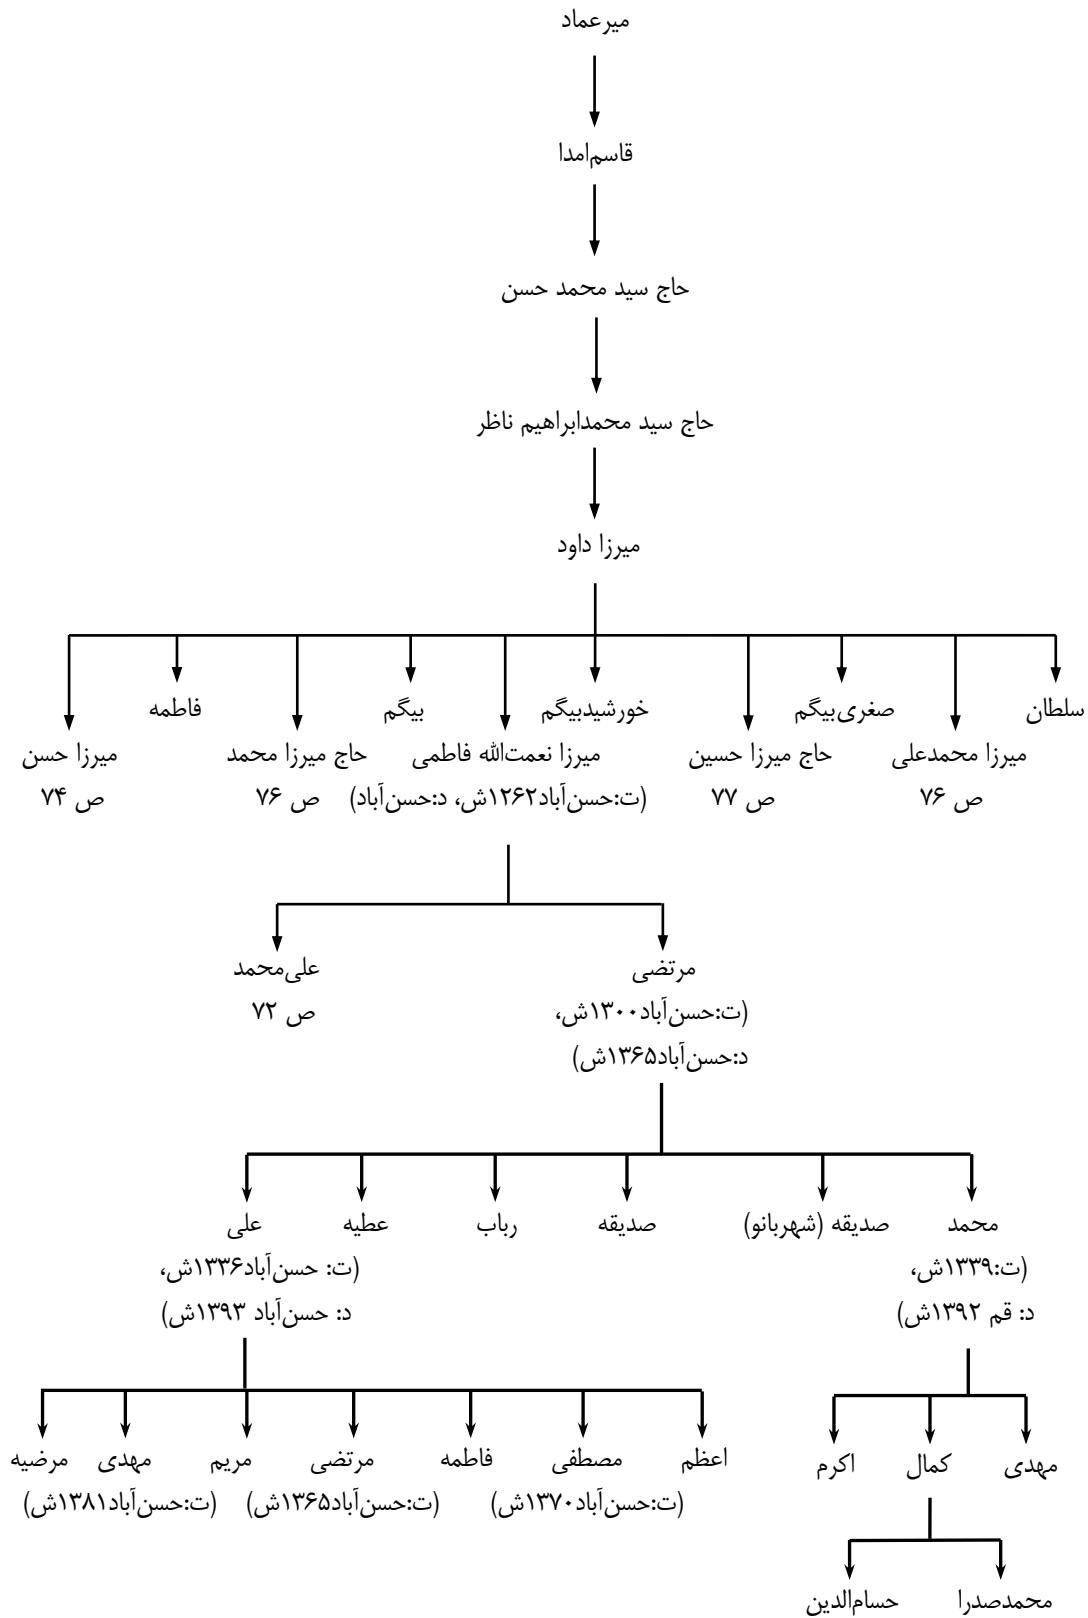 میرعماد
قاسم‌امدا
حاج سید محمد حسن
حاج سید محمدابراهیم ناظر
میرزا داود
سلطان
صغری‌بیگم
خورشیدبیگم
بیگم
فاطمه
میرزا محمدعلی
حاج میرزا حسین
میرزا نعمت‌الله فاطمی
حاج میرزا محمد
میرزا حسن
ص ۷۶
ص ۷۷
(ت:حسن‌آباد۱۲۶۲ش، د:حسن‌آباد)
ص ۷۶
ص ۷۴
مرتضی
علی‌محمد
(ت:حسن‌آباد۱۳۰۰ش،
ص ۷۲
د:حسن‌آباد۱۳۶۵ش)
محمد
صدیقه (شهربانو)
صدیقه
رباب
عطیه
علی
(ت:۱۳۳۹ش،
(ت: حسن‌آباد۱۳۳۶ش،
د: قم ۱۳۹۲ش)
د: حسن‌آباد ۱۳۹۳ش)
مهدی
کمال
اکرم
اعظم
مصطفی
فاطمه
مرتضی
مریم
مهدی
مرضیه
(ت:حسن‌آباد۱۳۷۰ش)
(ت:حسن‌آباد۱۳۶۵ش)
(ت:حسن‌آباد۱۳۸۱ش)
محمدصدرا
حسام‌الدین